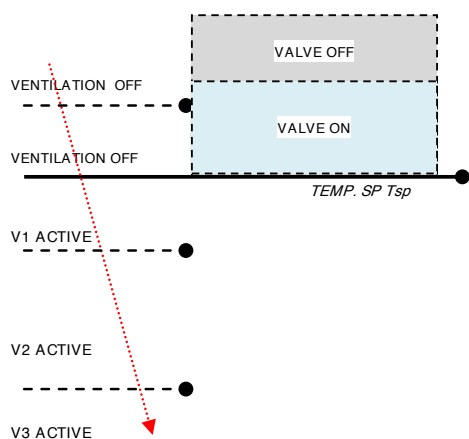 VALVE OFF
VENTILATION OFF
VALVE ON
VENTILATION OFF
TEMP. SP Tsp
V1 ACTIVE
V2 ACTIVE
V3 ACTIVE